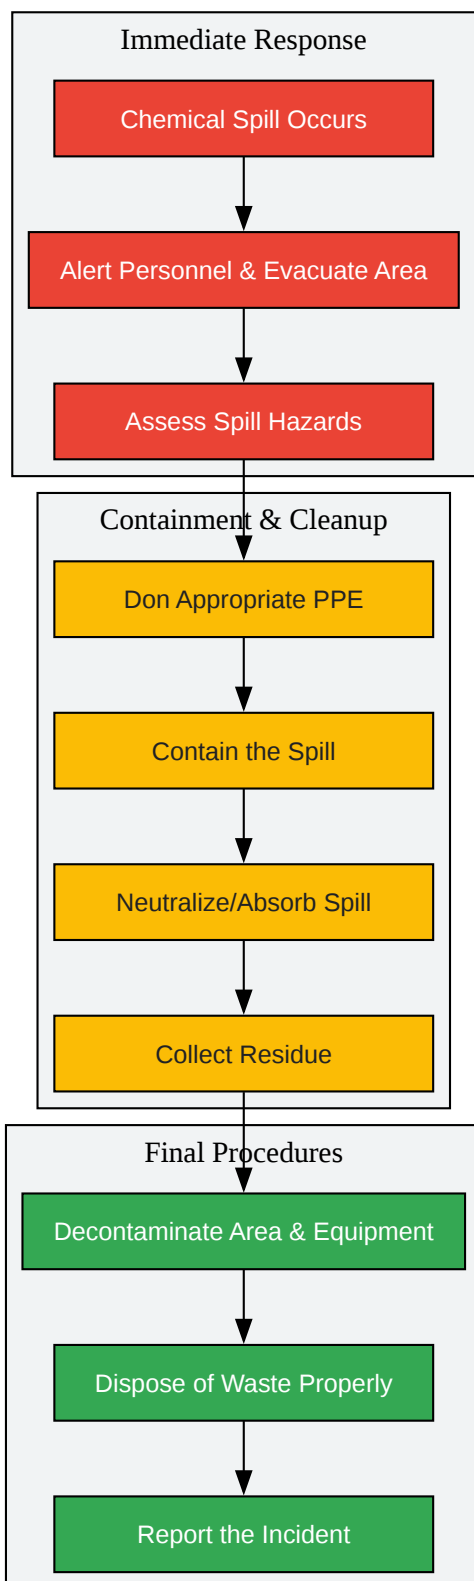 Immediate Response
Chemical Spill Occurs
Alert Personnel & Evacuate Area
Assess Spill Hazards
Containment & Cleanup
Don Appropriate PPE
Contain the Spill
Neutralize/Absorb Spill
Collect Residue
Final Procedures
Decontaminate Area & Equipment
Dispose of Waste Properly
Report the Incident